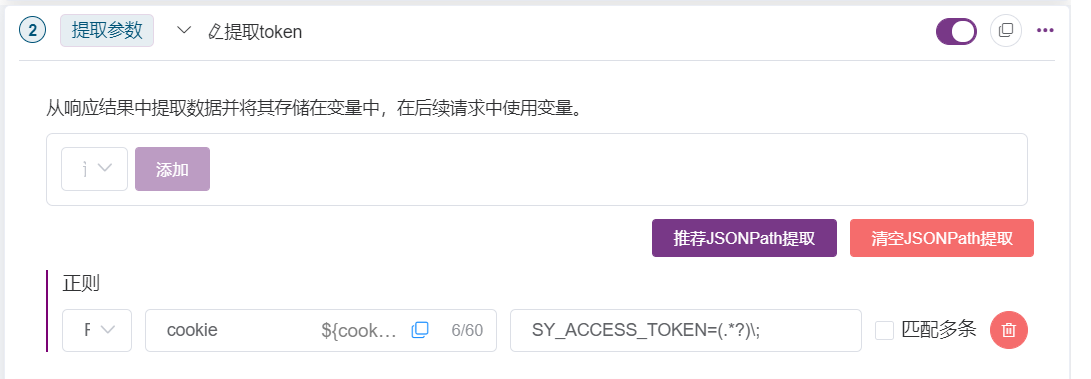 2 提取参数 提取token
从响应结果中提取数据并将其存储在变量中，在后续请求中使用变量。
添加
推荐JSONPath提取 清空JSONPath提取
正则
cookie ${cook... 6/60 SY_ACCESS_TOKEN=(.*?)\; 匹配多条